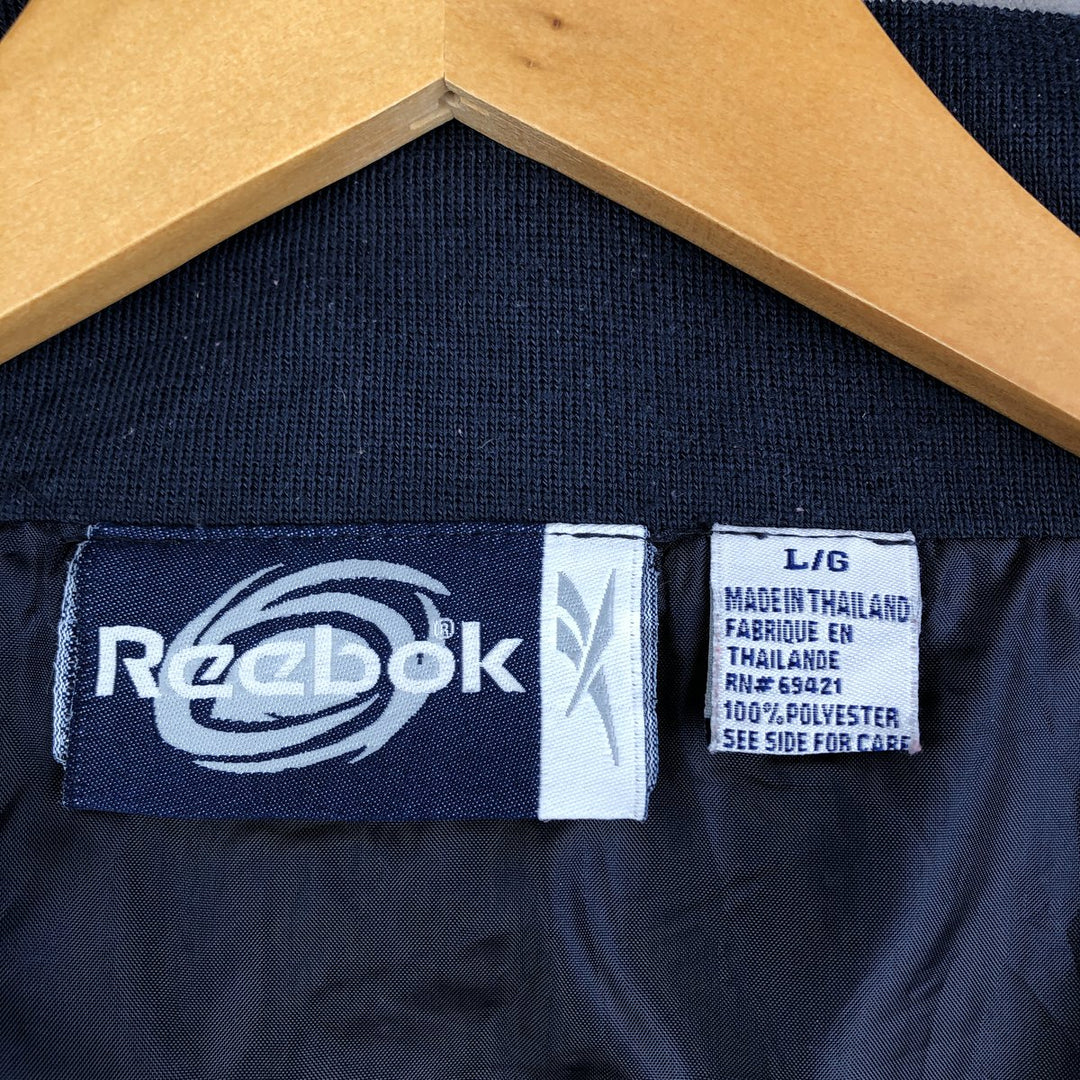 Reebok®
L/G
MADE IN THAILAND
FABRIQUE EN
THAILANDE
RN# 69421
100% POLYESTER
SEE SIDE FOR CARE